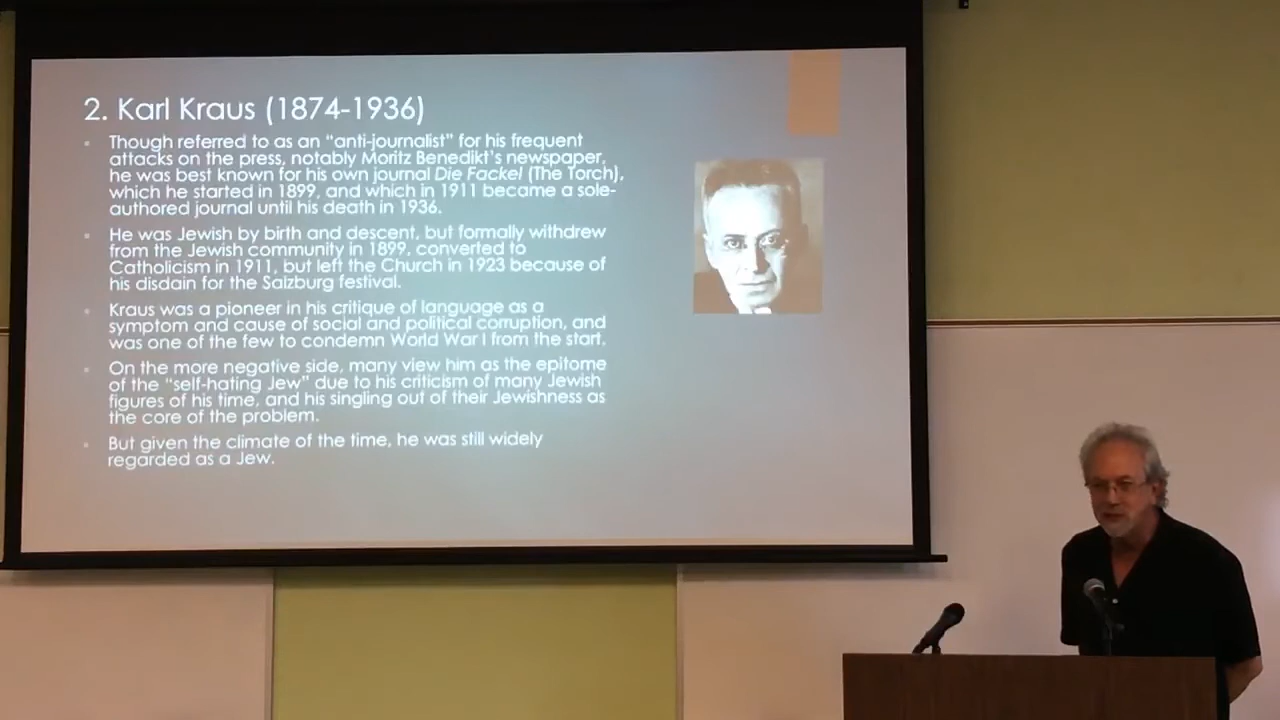 2. Karl Kraus (1874-1936)
Though referred to as an “anti-journalist” for his frequent
attacks on the press, notably Moritz Benedikt’s newspaper,
he was best known for his own journal Die Fackel (The Torch),
which he started in 1899, and which in 1911 became a sole-
authored journal until his death in 1936.
He was Jewish by birth and descent, but formally withdrew
from the Jewish community in 1899, converted to
Catholicism in 1911, but left the Church in 1923 because of
his disdain for the Salzburg festival.
Kraus was a pioneer in his critique of language as a
symptom and cause of social and political corruption, and
was one of the few to condemn World War I from the start.
On the more negative side, many view him as the epitome
of the “self-hating Jew” due to his criticism of many Jewish
figures of his time, and his singling out of their Jewishness as
the core of the problem.
But given the climate of the time, he was still widely
regarded as a Jew.